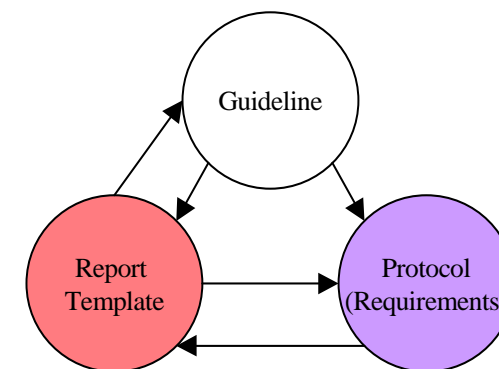 Guideline
Report
Template
Protocol
(Requirements